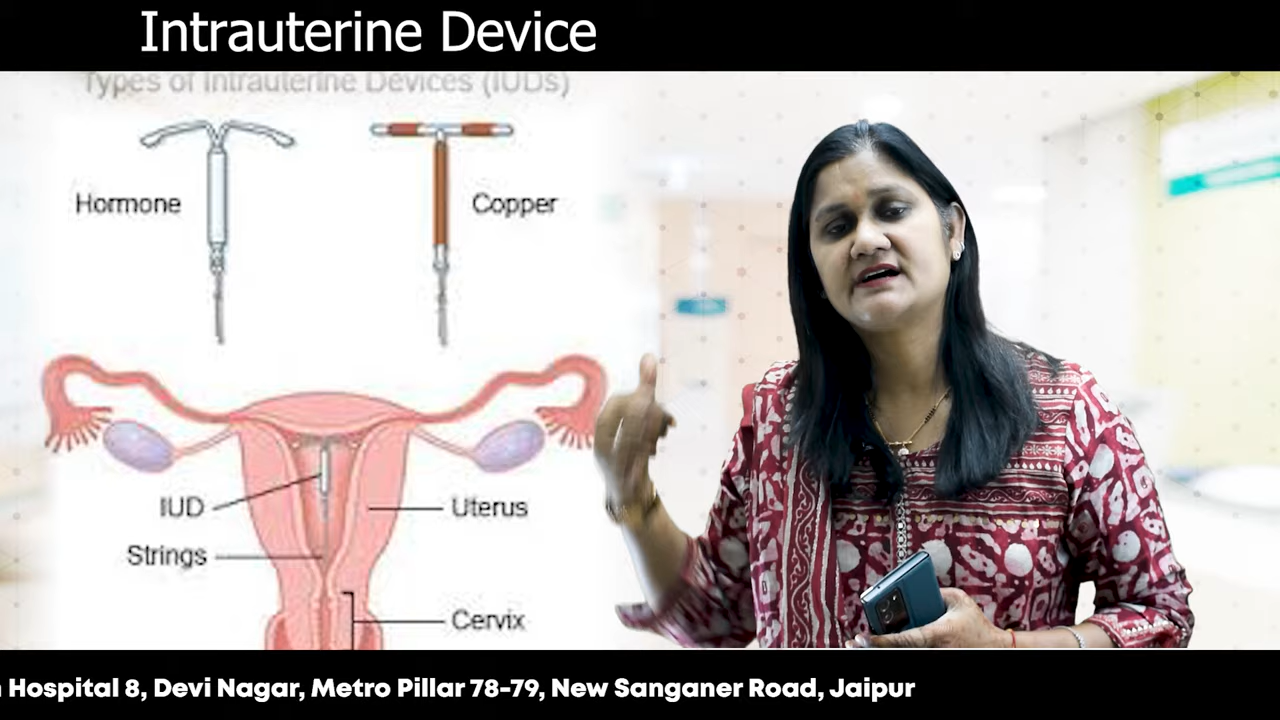 Intrauterine Device
Types of Intrauterine Devices (IUDs)
Hormone
Copper
IUD
Uterus
Strings
Cervix
Hospital 8, Devi Nagar, Metro Pillar 78-79, New Sanganer Road, Jaipur